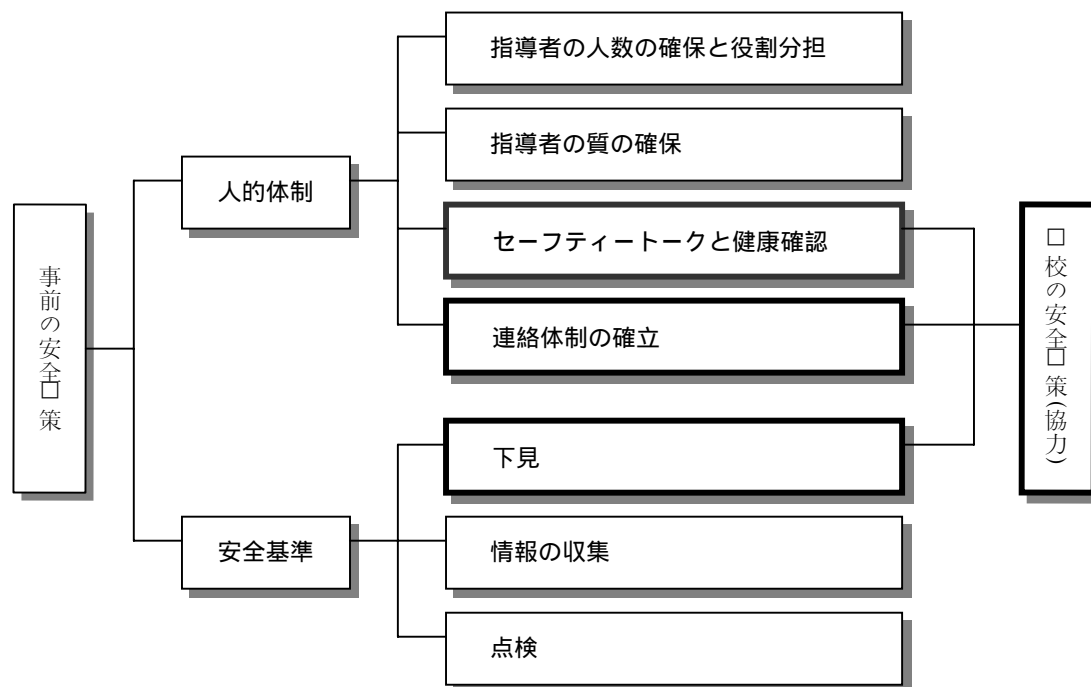 事前の安全□策
人的体制
指導者の人数の確保と役割分担
指導者の質の確保
セーフティートークと健康確認
連絡体制の確立
安全基準
下見
情報の収集
点検
□校の安全□策(協力)